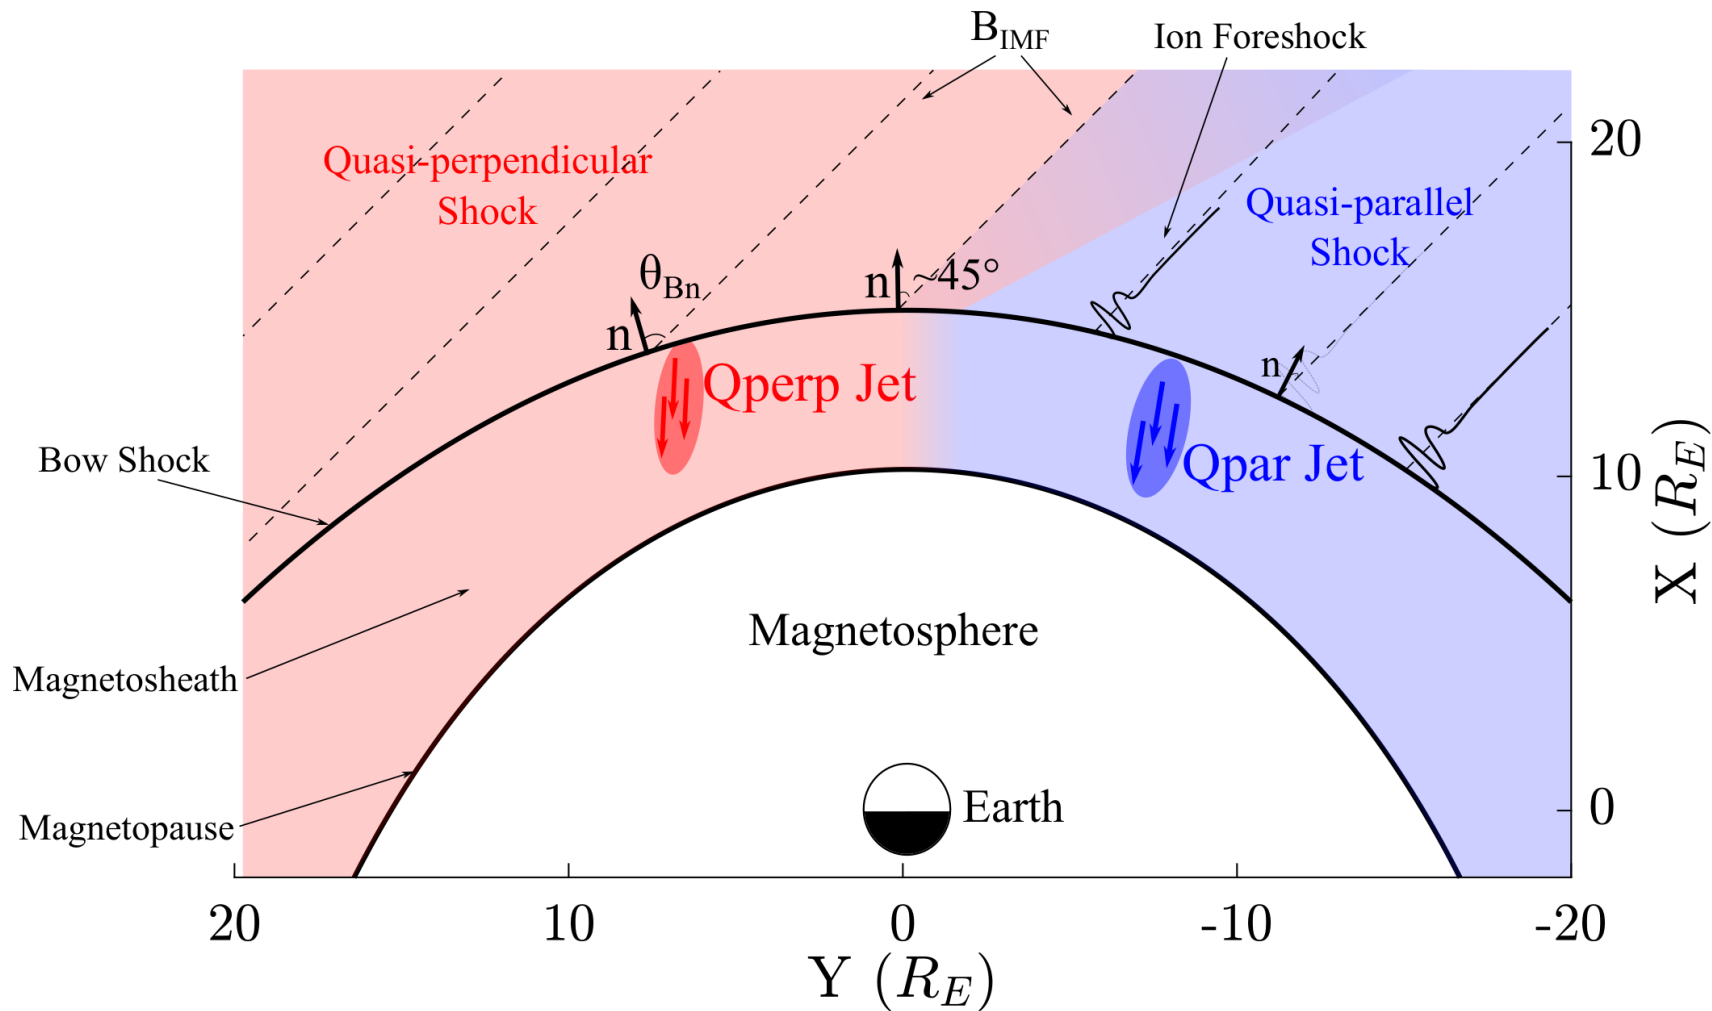 B_IMF
Ion Foreshock
Quasi-perpendicular
Shock
Quasi-parallel
Shock
20
θ_Bn
n
n
~45°
n
Qperp Jet
Qpar Jet
Bow Shock
10
X (R_E)
Magnetosphere
Magnetosheath
Earth
0
Magnetopause
20
10
0
-10
-20
Y (R_E)